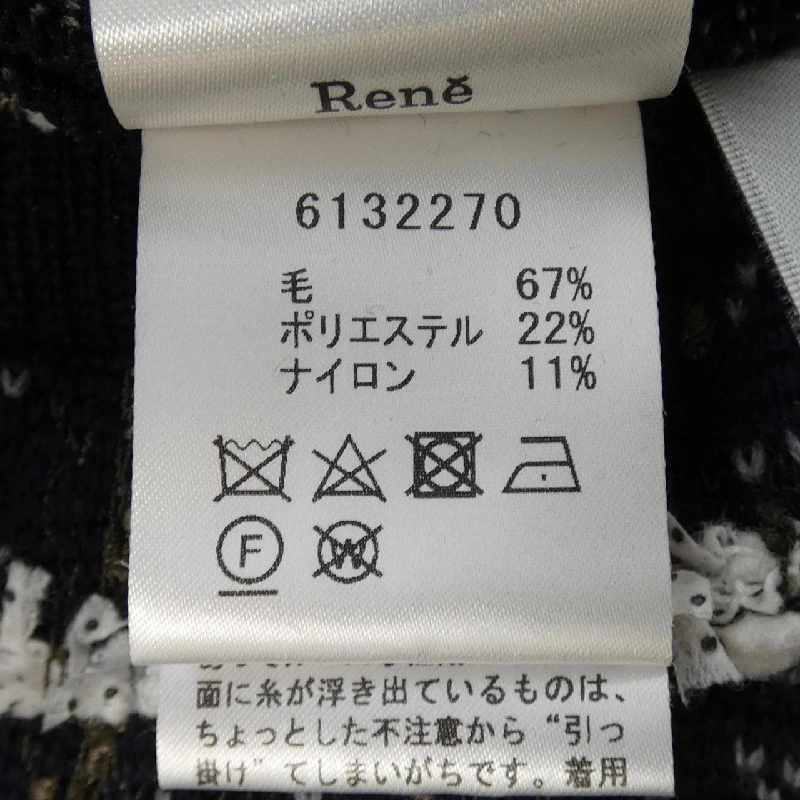 René
6132270
毛 67%
ポリエステル 22%
ナイロン 11%
F
W
面に糸が浮き出ているものは、
ちょっとした不注意から“引っ
掛け”てしまいがちです。着用